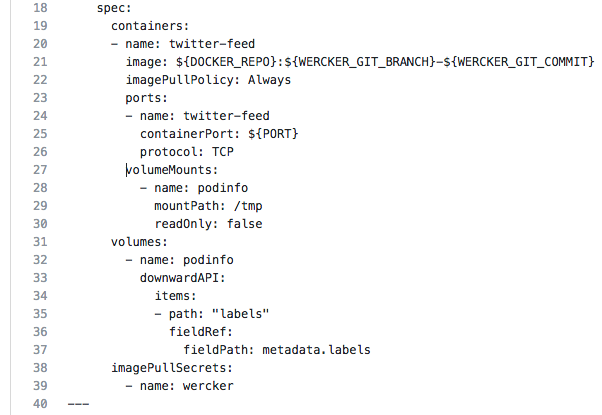 18 spec:
19 containers:
20 - name: twitter-feed
21 image: ${DOCKER_REPO}:${WERCKER_GIT_BRANCH}-${WERCKER_GIT_COMMIT}
22 imagePullPolicy: Always
23 ports:
24 - name: twitter-feed
25 containerPort: ${PORT}
26 protocol: TCP
27 volumeMounts:
28 - name: podinfo
29 mountPath: /tmp
30 readOnly: false
31 volumes:
32 - name: podinfo
33 downwardAPI:
34 items:
35 - path: "labels"
36 fieldRef:
37 fieldPath: metadata.labels
38 imagePullSecrets:
39 - name: wercker
40 ---